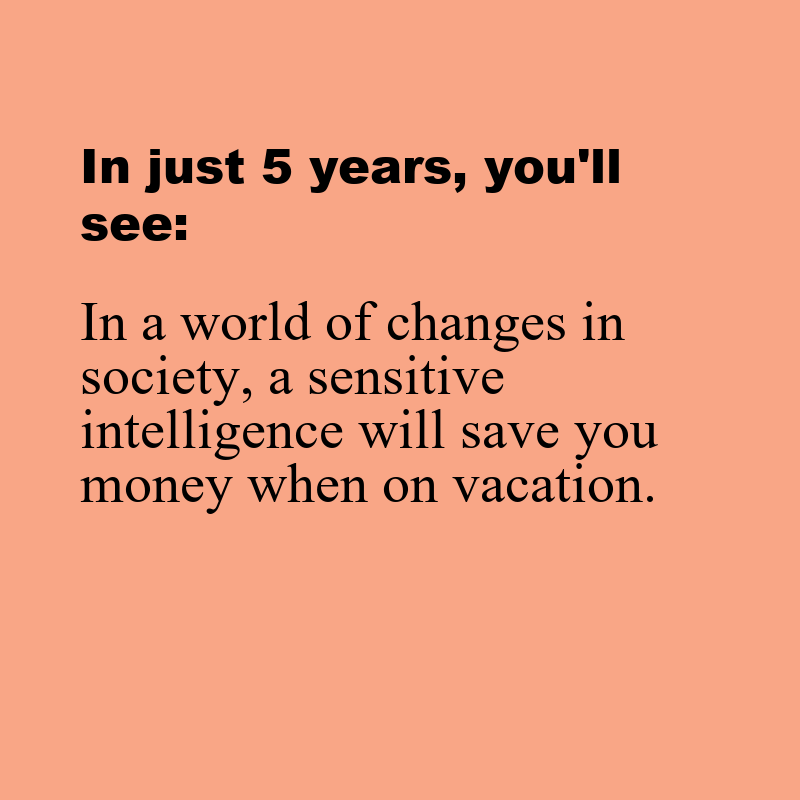 In just 5 years, you'll
see:
In a world of changes in
society, a sensitive
intelligence will save you
money when on vacation.